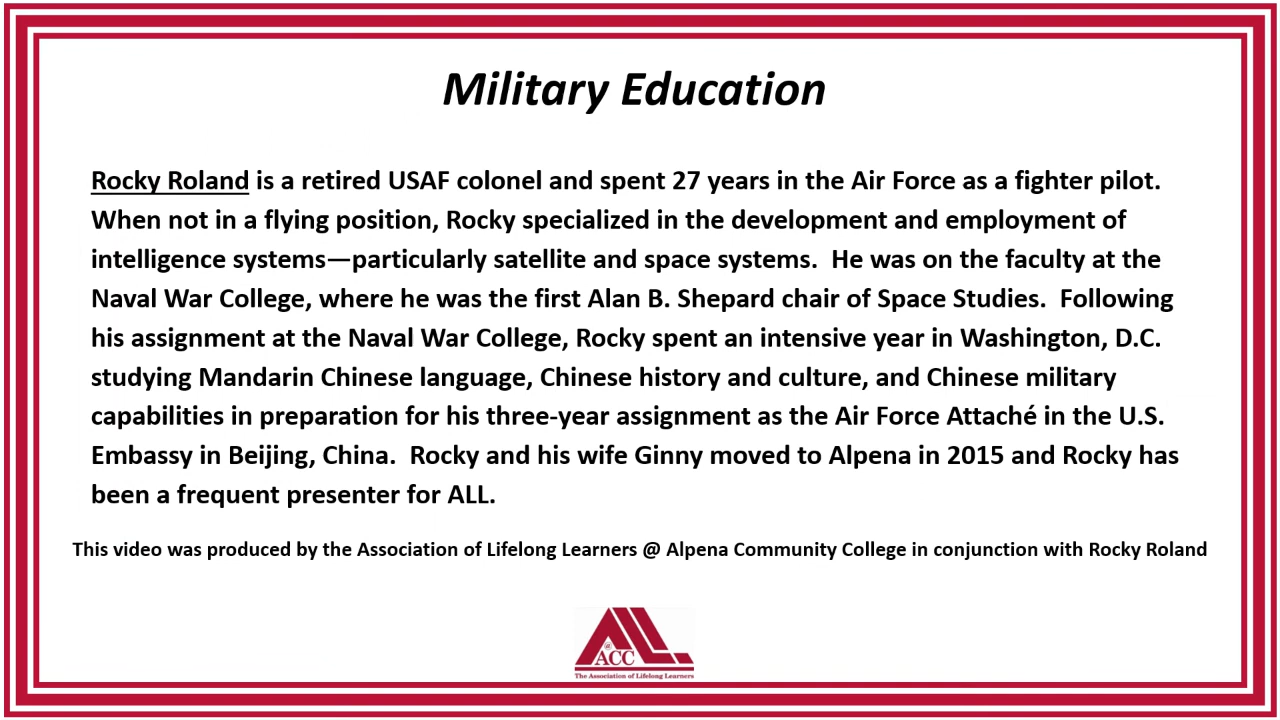 Military Education
Rocky Roland is a retired USAF colonel and spent 27 years in the Air Force as a fighter pilot.
When not in a flying position, Rocky specialized in the development and employment of
intelligence systems—particularly satellite and space systems.  He was on the faculty at the
Naval War College, where he was the first Alan B. Shepard chair of Space Studies.  Following
his assignment at the Naval War College, Rocky spent an intensive year in Washington, D.C.
studying Mandarin Chinese language, Chinese history and culture, and Chinese military
capabilities in preparation for his three-year assignment as the Air Force Attaché in the U.S.
Embassy in Beijing, China.  Rocky and his wife Ginny moved to Alpena in 2015 and Rocky has
been a frequent presenter for ALL.
This video was produced by the Association of Lifelong Learners @ Alpena Community College in conjunction with Rocky Roland
ALL
@
ACC
The Association of Lifelong Learners